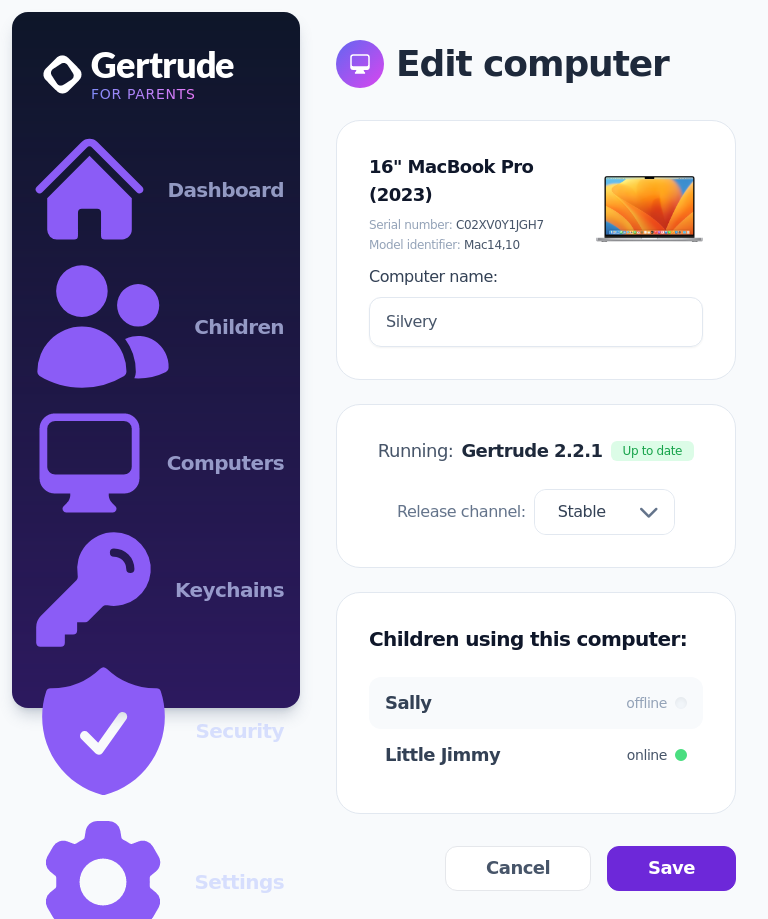 Gertrude
FOR PARENTS
Dashboard
Children
Computers
Keychains
Security
Settings
Edit computer
16" MacBook Pro
(2023)
Serial number: C02XV0Y1JGH7
Model identifier: Mac14,10
Computer name:
Silvery
Running: Gertrude 2.2.1 Up to date
Release channel: Stable
Children using this computer:
Sally offline
Little Jimmy online
Cancel Save